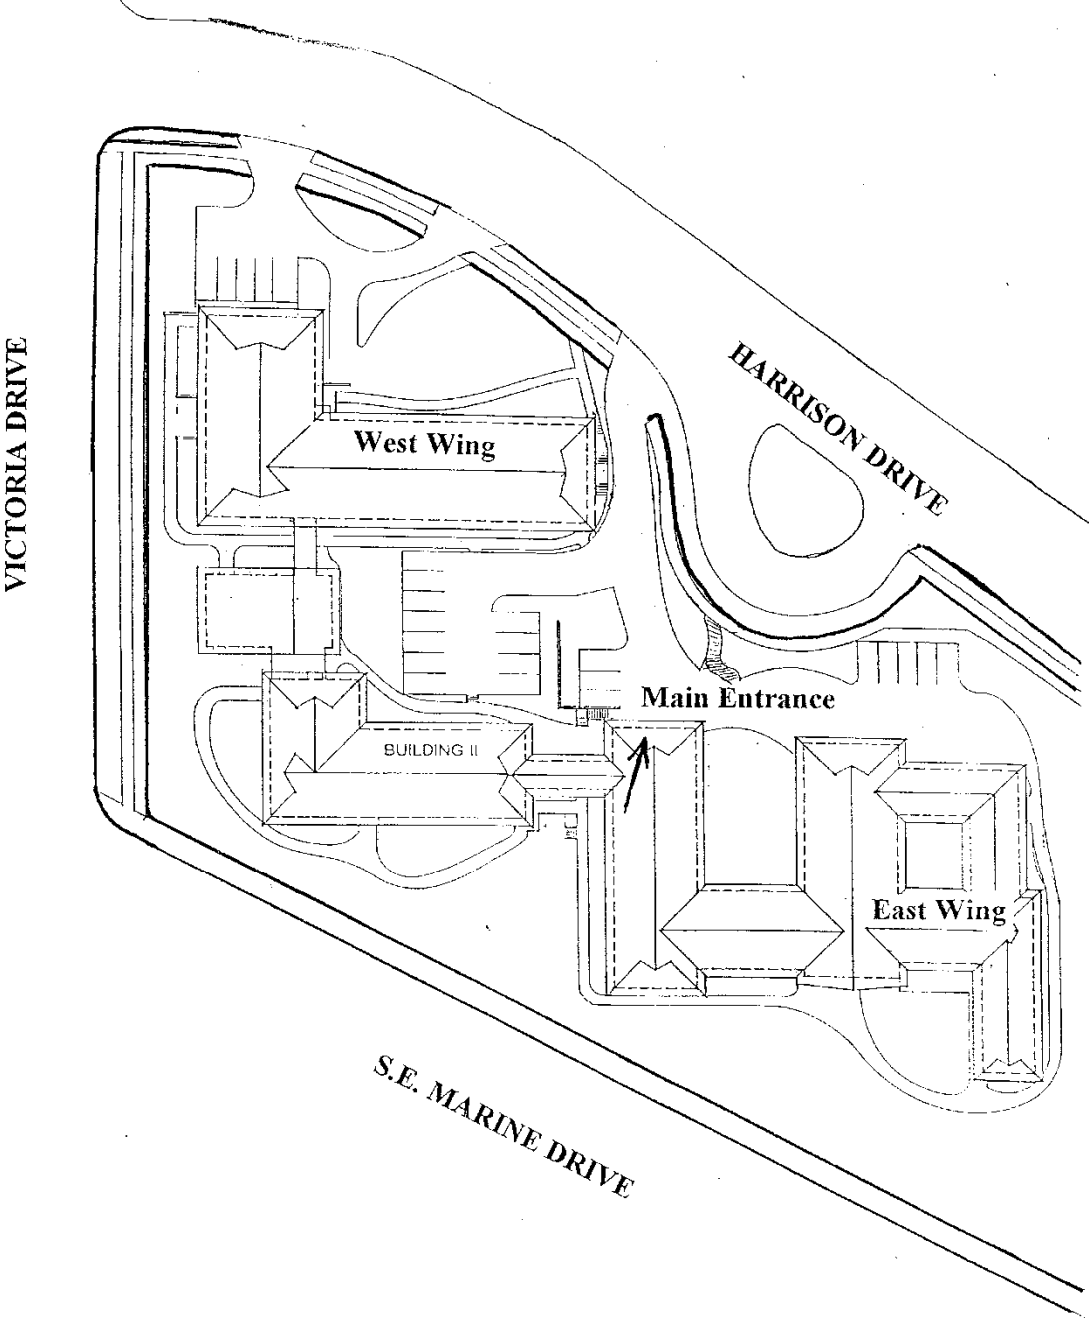 VICTORIA DRIVE
HARRISON DRIVE
West Wing
Main Entrance
BUILDING II
East Wing
S.E. MARINE DRIVE